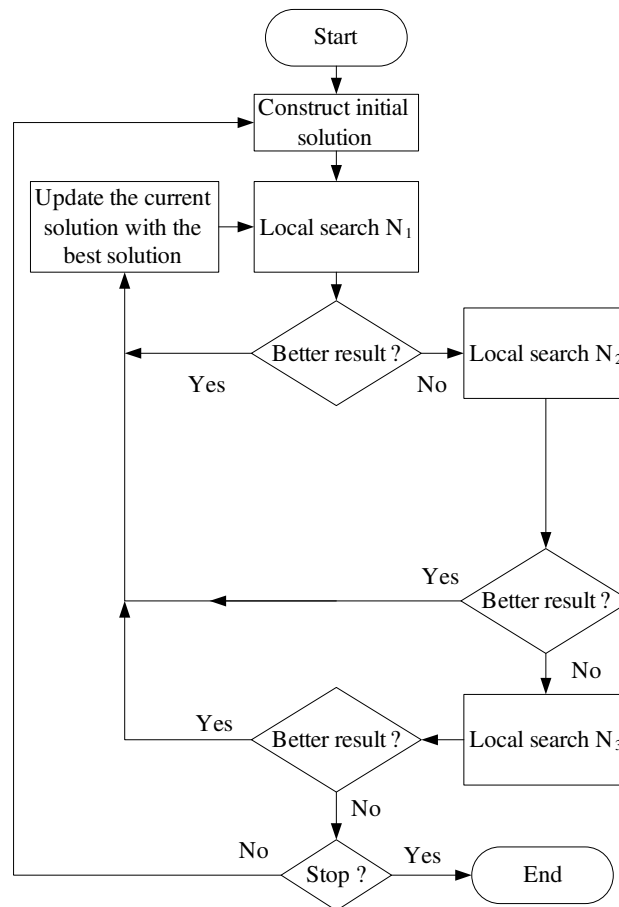 Start
Construct initial
solution
Update the current
solution with the
best solution
Local search N₁
Better result ?
Yes
No
Local search N₂
Yes
Better result ?
No
Yes
Better result ?
Local search N₃
No
No
Stop ?
Yes
End